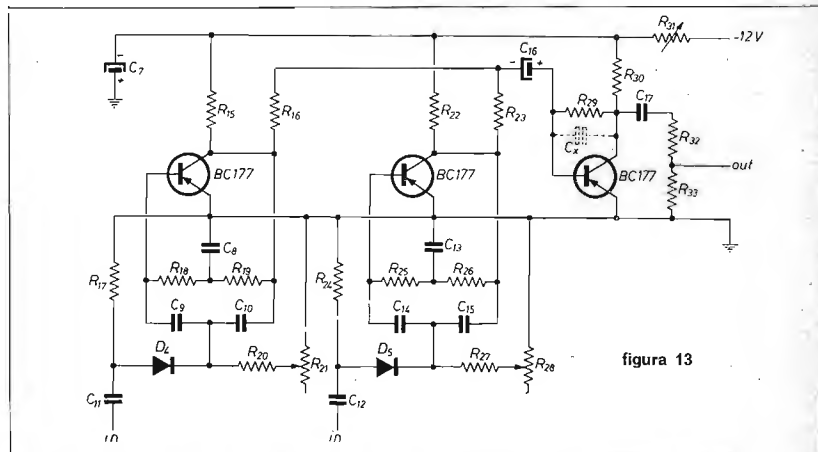 R31
-12V
C16
- +
-
C7
+
R30
R29
C17
R15
R16
R22
R23
Cx
R32
BC177
BC177
BC177
out
R33
C8
C13
R17
R18
R19
R24
R25
R26
C9
C10
C14
C15
D4
R20
R21
D5
R27
R28
figura 13
C11
C12
in
in